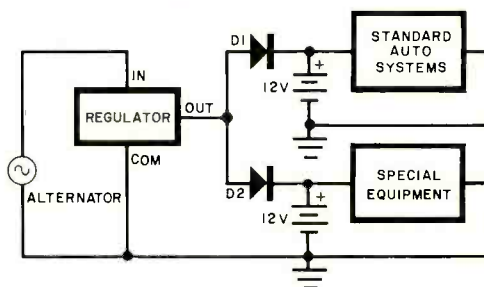 D1
STANDARD
AUTO
SYSTEMS
+
12V
IN
REGULATOR
OUT
COM
ALTERNATOR
D2
SPECIAL
EQUIPMENT
+
12V